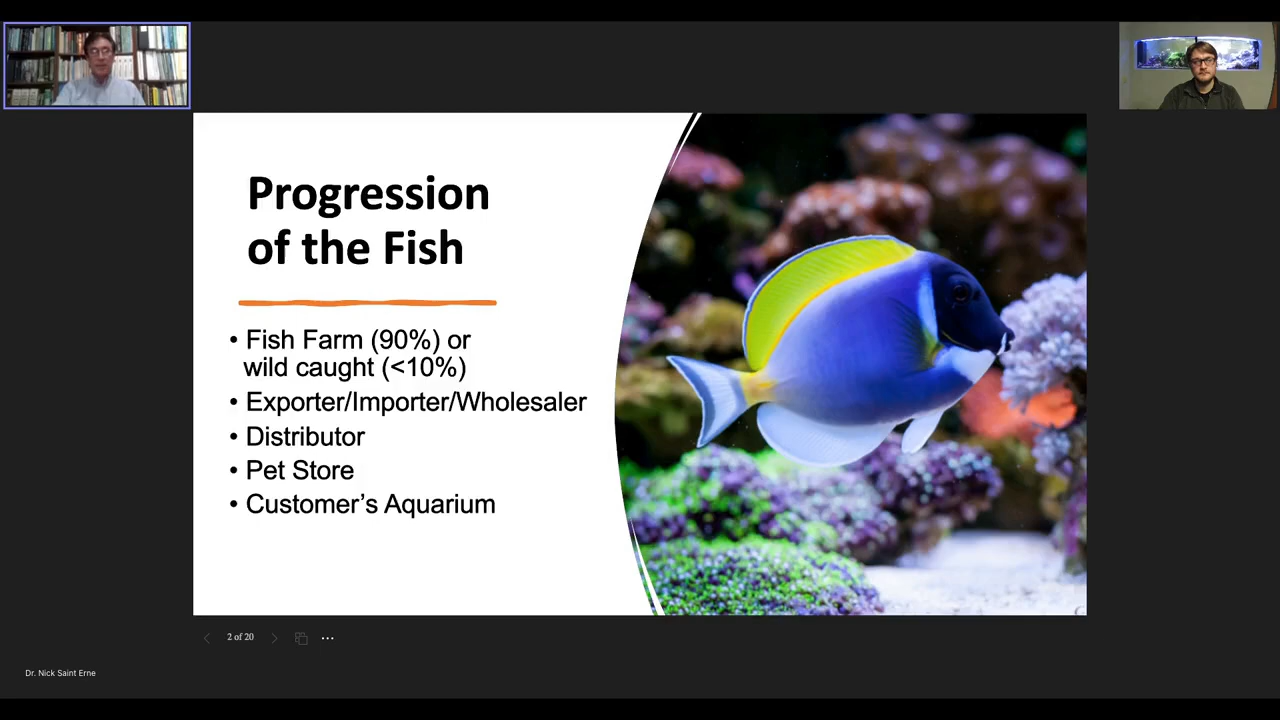 Progression
of the Fish
• Fish Farm (90%) or
wild caught (<10%)
• Exporter/Importer/Wholesaler
• Distributor
• Pet Store
• Customer’s Aquarium
2 of 20
Dr. Nick Saint Erne